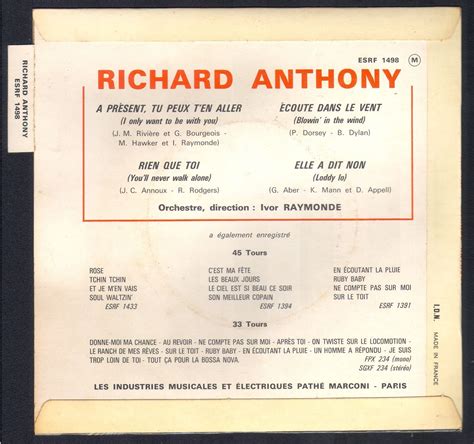 RICHARD ANTHONY
ESRF 1498
ESRF 1498 M
RICHARD ANTHONY
A PRÉSENT, TU PEUX T'EN ALLER
(I only want to be with you)
(J. M. Rivière et G. Bourgeois -
M. Hawker et I. Raymonde)
ÉCOUTE DANS LE VENT
(Blowin' in the wind)
(P. Dorsey - B. Dylan)
RIEN QUE TOI
(You'll never walk alone)
(J. C. Annoux - R. Rodgers)
ELLE A DIT NON
(Loddy lo)
(G. Aber - K. Mann et D. Appell)
Orchestre, direction : Ivor RAYMONDE
a également enregistré
45 Tours
ROSE
TCHIN TCHIN
ET JE M'EN VAIS
SOUL WALTZIN'
ESRF 1433
C'EST MA FÊTE
LES BEAUX JOURS
LE CIEL EST SI BEAU CE SOIR
SON MEILLEUR COPAIN
ESRF 1394
EN ÉCOUTANT LA PLUIE
RUBY BABY
NE COMPTE PAS SUR MOI
SUR LE TOIT
ESRF 1391
33 Tours
DONNE-MOI MA CHANCE - AU REVOIR - NE COMPTE PAS SUR MOI - APRÈS TOI - ON TWISTE SUR LE LOCOMOTION -
LE RANCH DE MES RÊVES - SUR LE TOIT - RUBY BABY - EN ÉCOUTANT LA PLUIE - UN HOMME A RÉPONDU - JE SUIS
TROP LOIN DE TOI - TOUT ÇA POUR LA BOSSA NOVA.
FPX 234 (mono)
SGXF 234 (stéréo)
LES INDUSTRIES MUSICALES ET ÉLECTRIQUES PATHÉ MARCONI - PARIS
I.D.N. MADE IN FRANCE